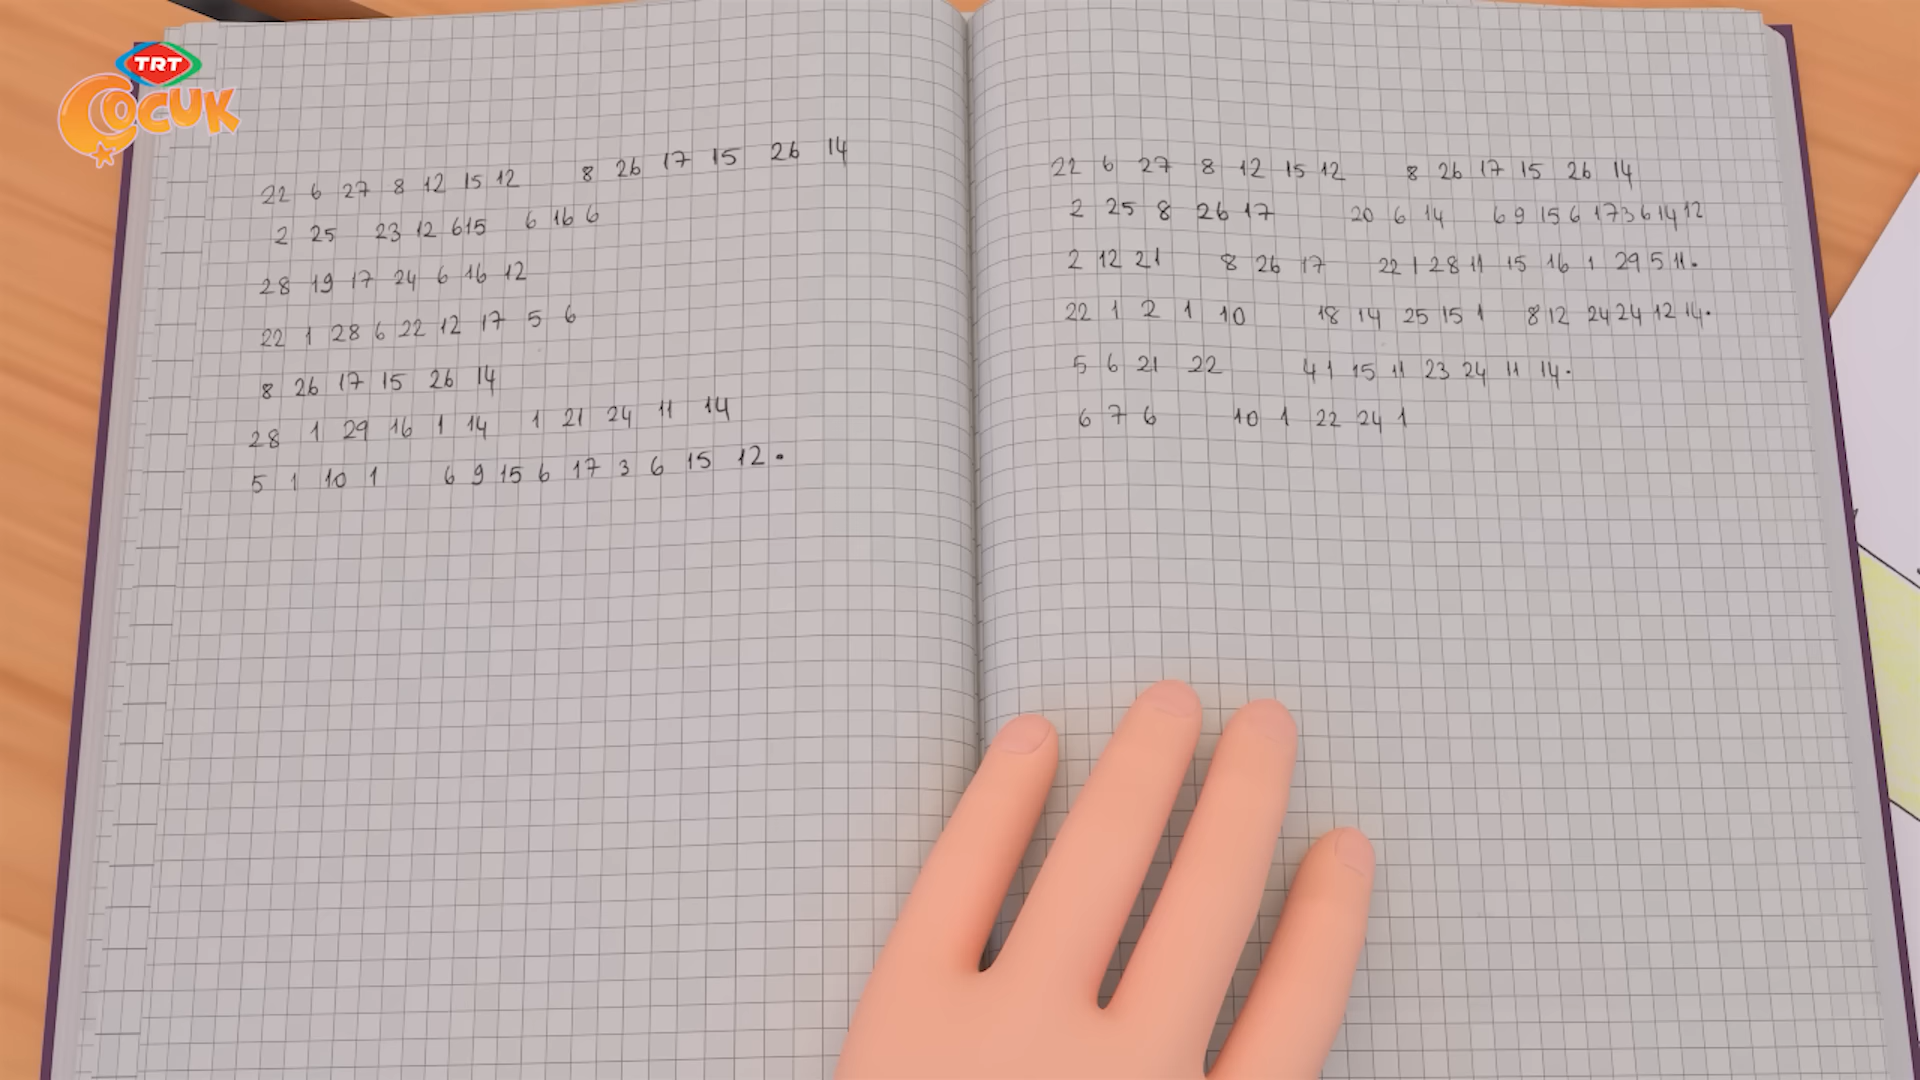 TRT
ÇOCUK
22 6 27 8 12 15 12 8 26 17 15 26 14
2 25 23 12 6 15 6 16 6
28 19 17 24 6 16 12
22 1 28 6 22 12 17 5 6
8 26 17 15 26 14
28 1 29 16 1 14 1 21 24 11 14
5 1 10 1 6 9 15 6 17 3 6 15 12.
22 6 27 8 12 15 12 8 26 17 15 26 14
2 25 8 26 17 20 6 14 6 9 15 6 17 3 6 14 12
2 12 21 8 26 17 22 1 28 11 15 16 1 29 5 11.
22 1 2 1 10 18 14 25 15 1 8 12 24 24 12 14.
5 6 21 22 4 1 15 11 23 24 11 14.
6 7 6 10 1 22 24 1